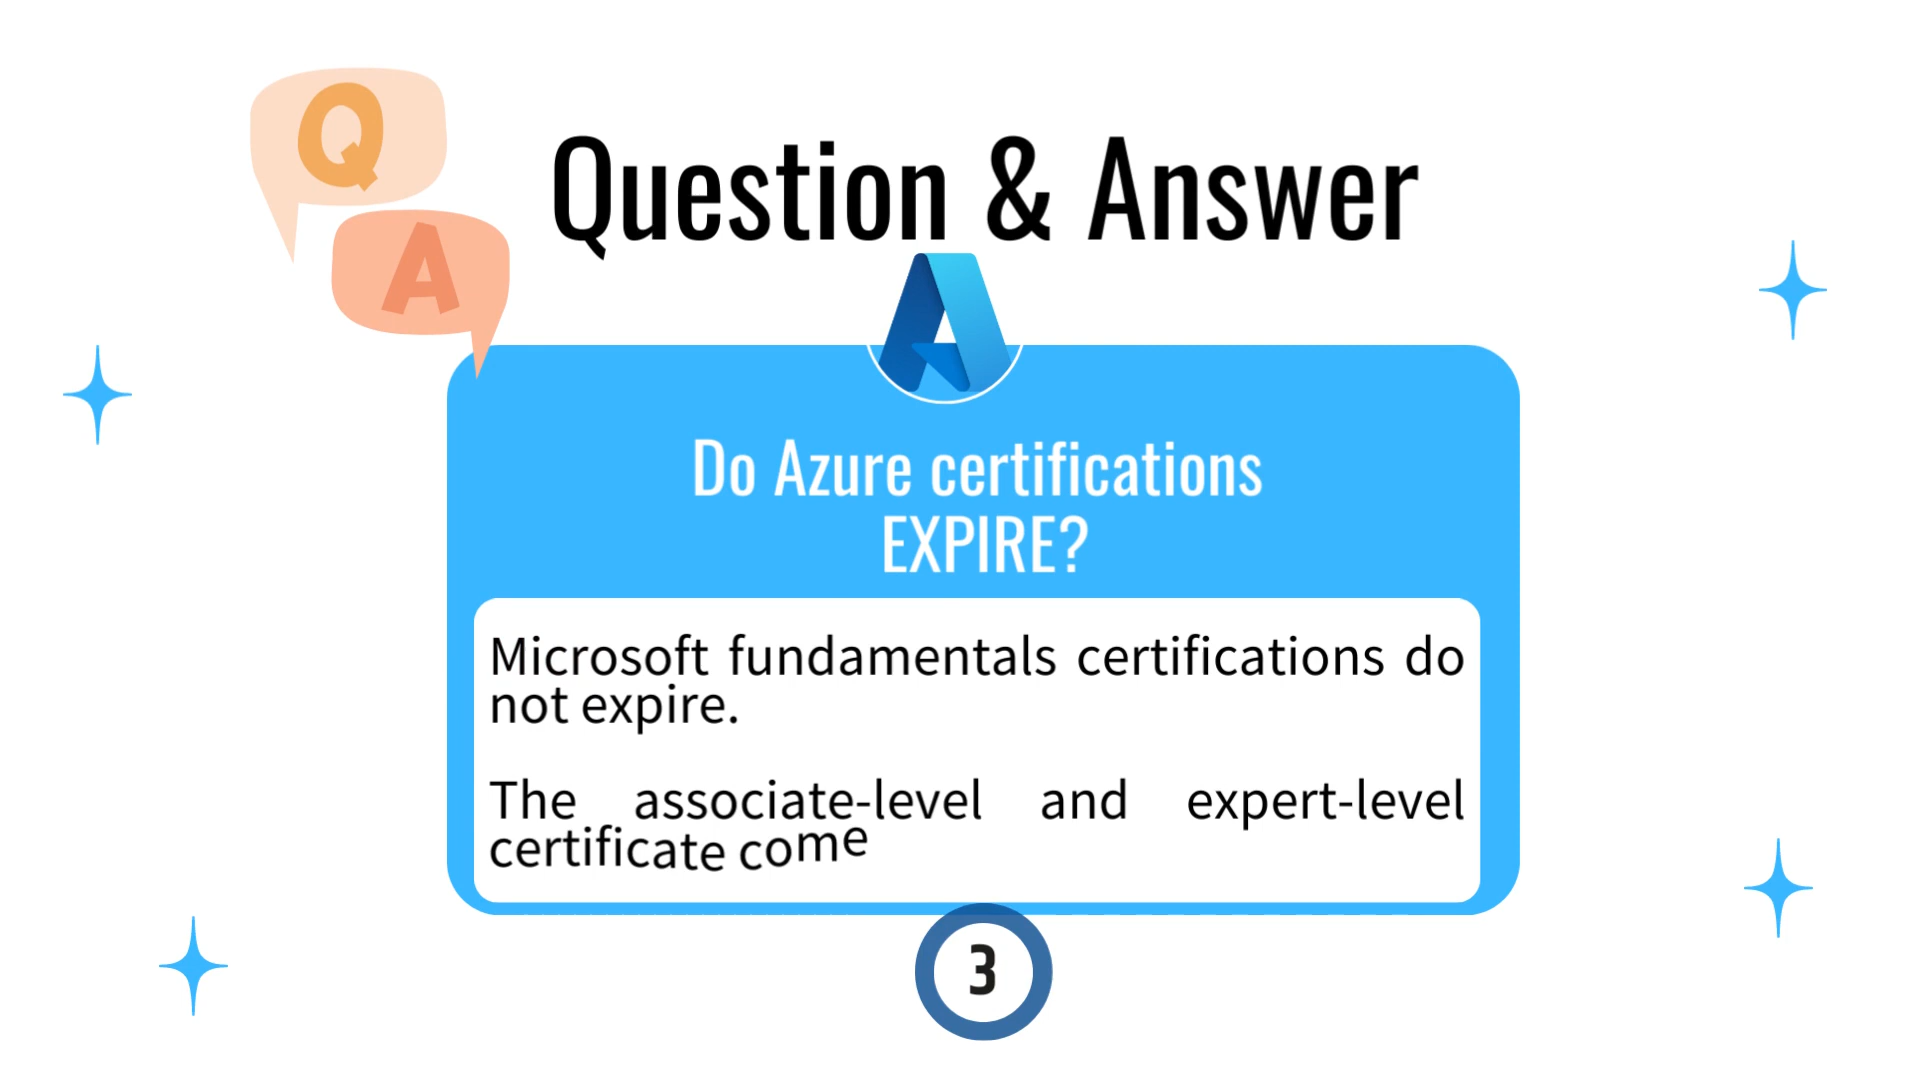 Q
A
Question & Answer
Do Azure certifications
EXPIRE?
Microsoft fundamentals certifications do
not expire.
The associate-level and expert-level
certificate come
3